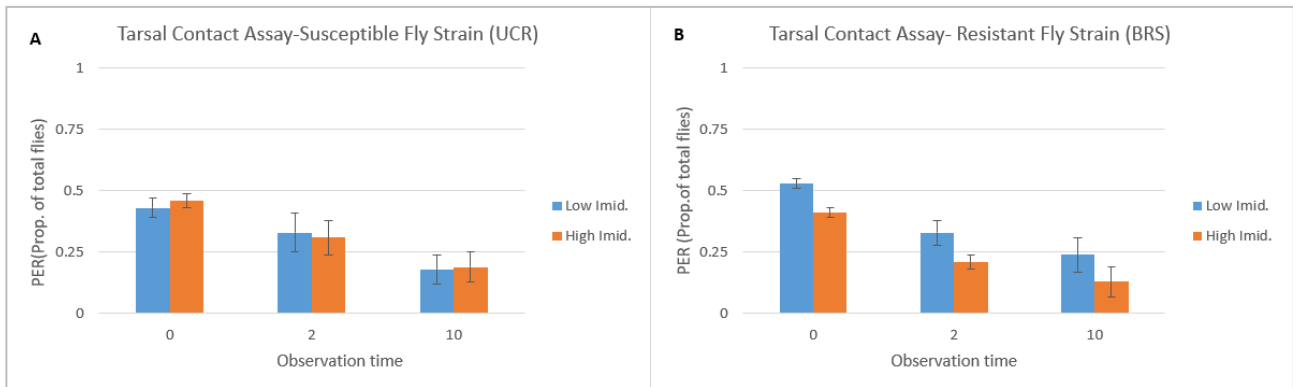 A
Tarsal Contact Assay-Susceptible Fly Strain (UCR)
1
0.75
0.5
0.25
0
PER(Prop. of total flies)
0
2
10
Observation time
Low Imid.
High Imid.
B
Tarsal Contact Assay- Resistant Fly Strain (BRS)
1
0.75
0.5
0.25
0
PER (Prop.of total flies)
0
2
10
Observation time
Low Imid.
High Imid.